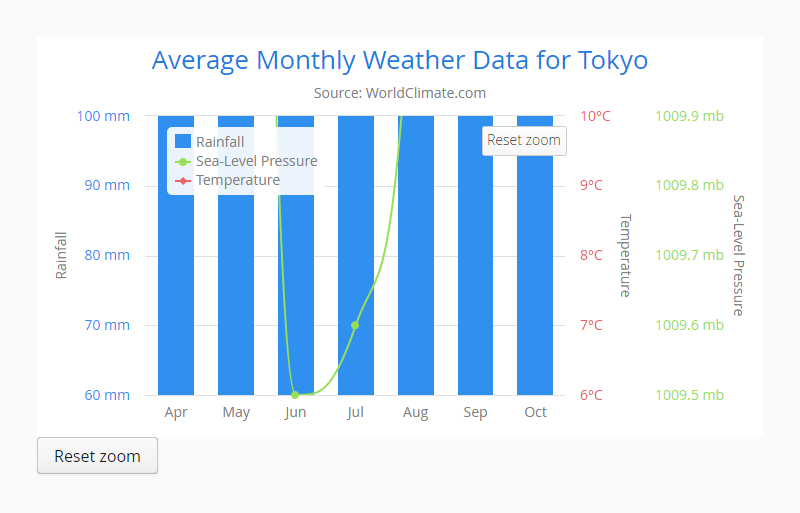 Average Monthly Weather Data for Tokyo
Source: WorldClimate.com
100 mm
90 mm
80 mm
70 mm
60 mm
Rainfall
Rainfall
Sea-Level Pressure
Temperature
Reset zoom
10°C
9°C
8°C
7°C
6°C
Temperature
1009.9 mb
1009.8 mb
1009.7 mb
1009.6 mb
1009.5 mb
Sea-Level Pressure
Apr May Jun Jul Aug Sep Oct
Reset zoom